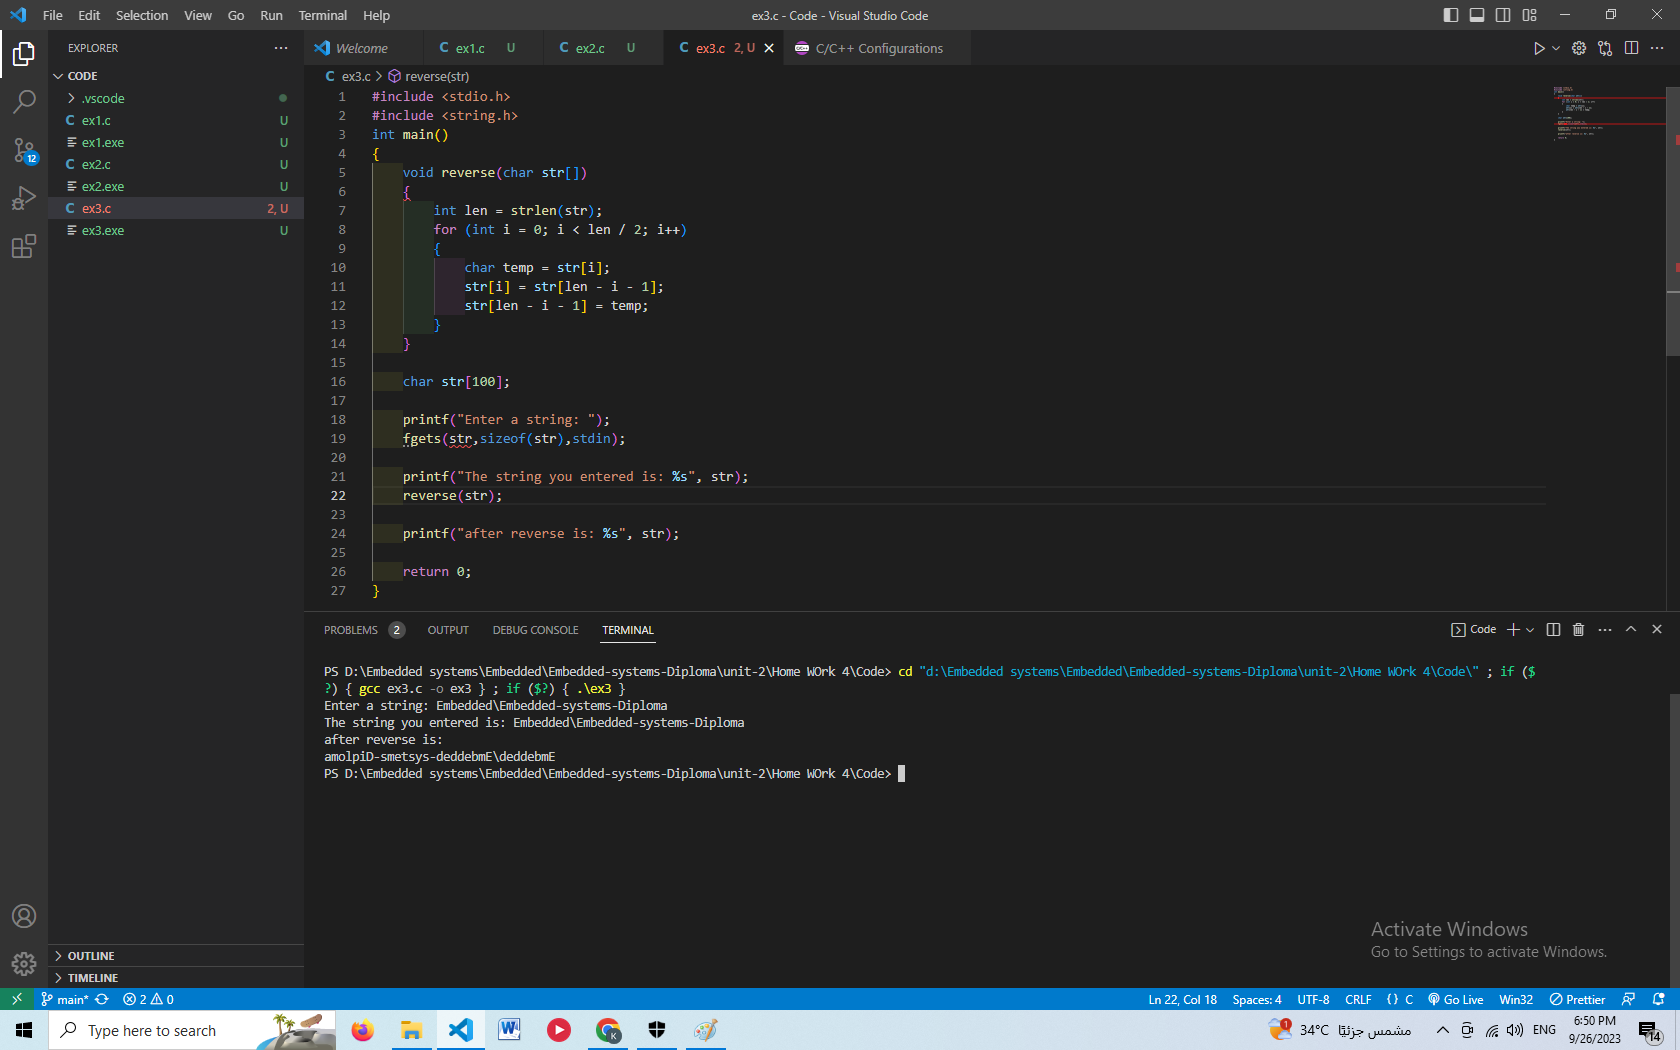 File Edit Selection View Go Run Terminal Help
ex3.c - Code - Visual Studio Code
EXPLORER
CODE
.vscode
ex1.c U
ex1.exe U
ex2.c U
ex2.exe U
ex3.c 2, U
ex3.exe U
12
OUTLINE
TIMELINE
Welcome ex1.c U ex2.c U ex3.c 2, U C/C++ Configurations
C ex3.c > reverse(str)
1 #include <stdio.h>
2 #include <string.h>
3 int main()
4 {
5 void reverse(char str[])
6 {
7 int len = strlen(str);
8 for (int i = 0; i < len / 2; i++)
9 {
10 char temp = str[i];
11 str[i] = str[len - i - 1];
12 str[len - i - 1] = temp;
13 }
14 }
15
16 char str[100];
17
18 printf("Enter a string: ");
19 fgets(str,sizeof(str),stdin);
20
21 printf("The string you entered is: %s", str);
22 reverse(str);
23
24 printf("after reverse is: %s", str);
25
26 return 0;
27 }
PROBLEMS 2 OUTPUT DEBUG CONSOLE TERMINAL
Code
PS D:\Embedded systems\Embedded\Embedded-systems-Diploma\unit-2\Home WOrk 4\Code> cd "d:\Embedded systems\Embedded\Embedded-systems-Diploma\unit-2\Home WOrk 4\Code\" ; if ($
?) { gcc ex3.c -o ex3 } ; if ($?) { .\ex3 }
Enter a string: Embedded\Embedded-systems-Diploma
The string you entered is: Embedded\Embedded-systems-Diploma
after reverse is:
amolpiD-smetsys-deddebmE\deddebmE
PS D:\Embedded systems\Embedded\Embedded-systems-Diploma\unit-2\Home WOrk 4\Code>
Activate Windows
Go to Settings to activate Windows.
main* 2 0 Ln 22, Col 18 Spaces: 4 UTF-8 CRLF {} C Go Live Win32 Prettier
Type here to search
1 34°C مشمس جزئيًا ENG
6:50 PM
9/26/2023
14